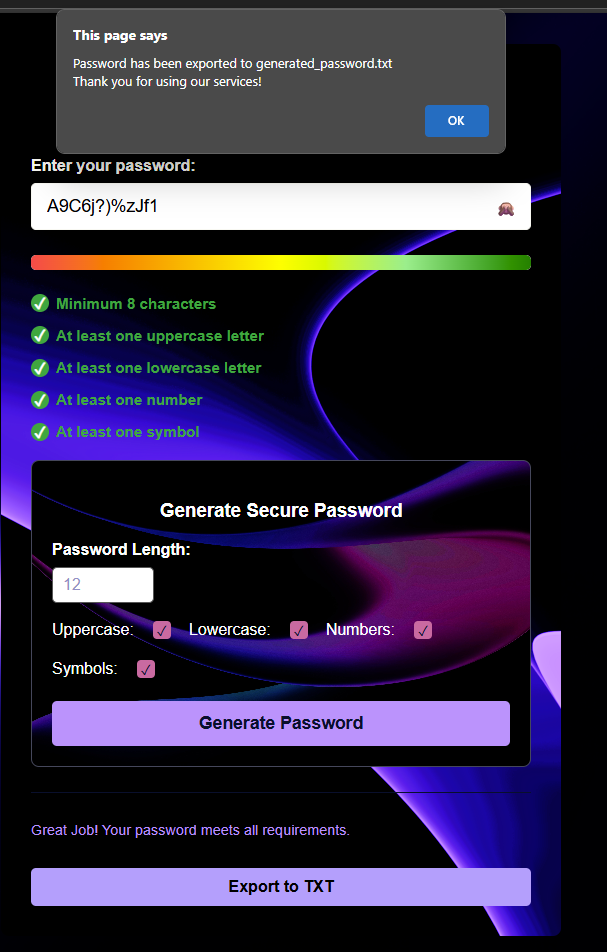 This page says
Password has been exported to generated_password.txt
Thank you for using our services!
OK
Enter your password:
A9C6j?)%zJf1
Minimum 8 characters
At least one uppercase letter
At least one lowercase letter
At least one number
At least one symbol
Generate Secure Password
Password Length:
12
Uppercase: Lowercase: Numbers:
Symbols:
Generate Password
Great Job! Your password meets all requirements.
Export to TXT